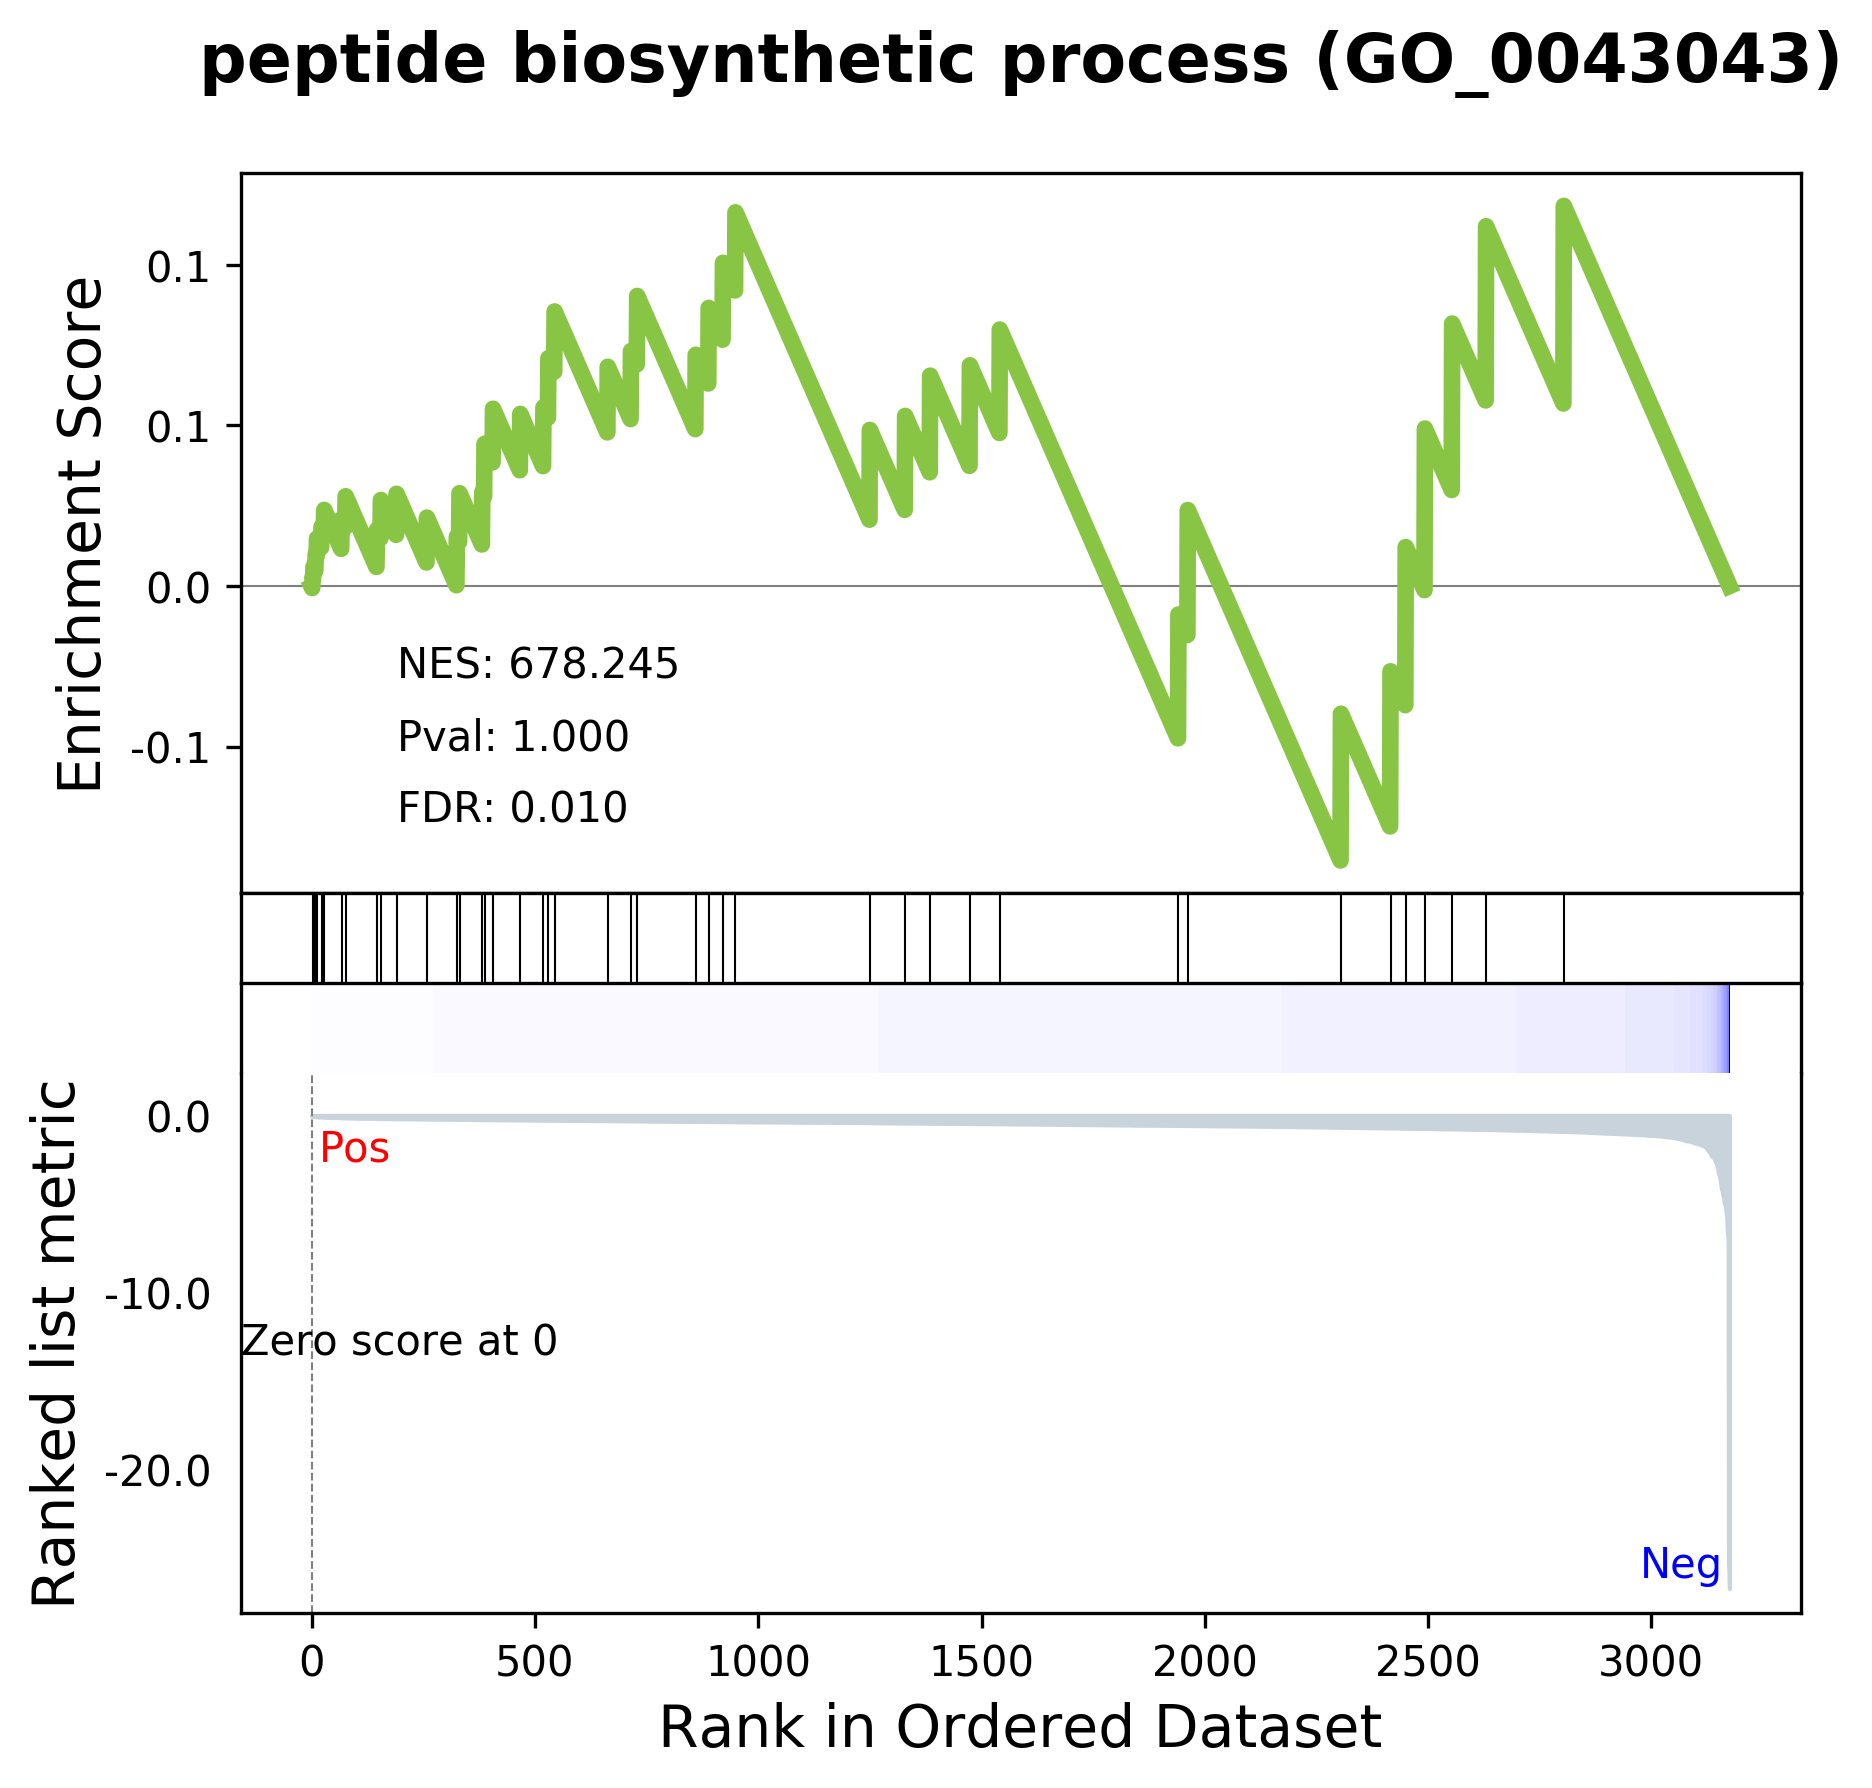 peptide biosynthetic process (GO_0043043)
Enrichment Score
0.1
0.1
0.0
-0.1
NES: 678.245
Pval: 1.000
FDR: 0.010
Ranked list metric
0.0
-10.0
-20.0
Pos
Zero score at 0
Neg
0 500 1000 1500 2000 2500 3000
Rank in Ordered Dataset